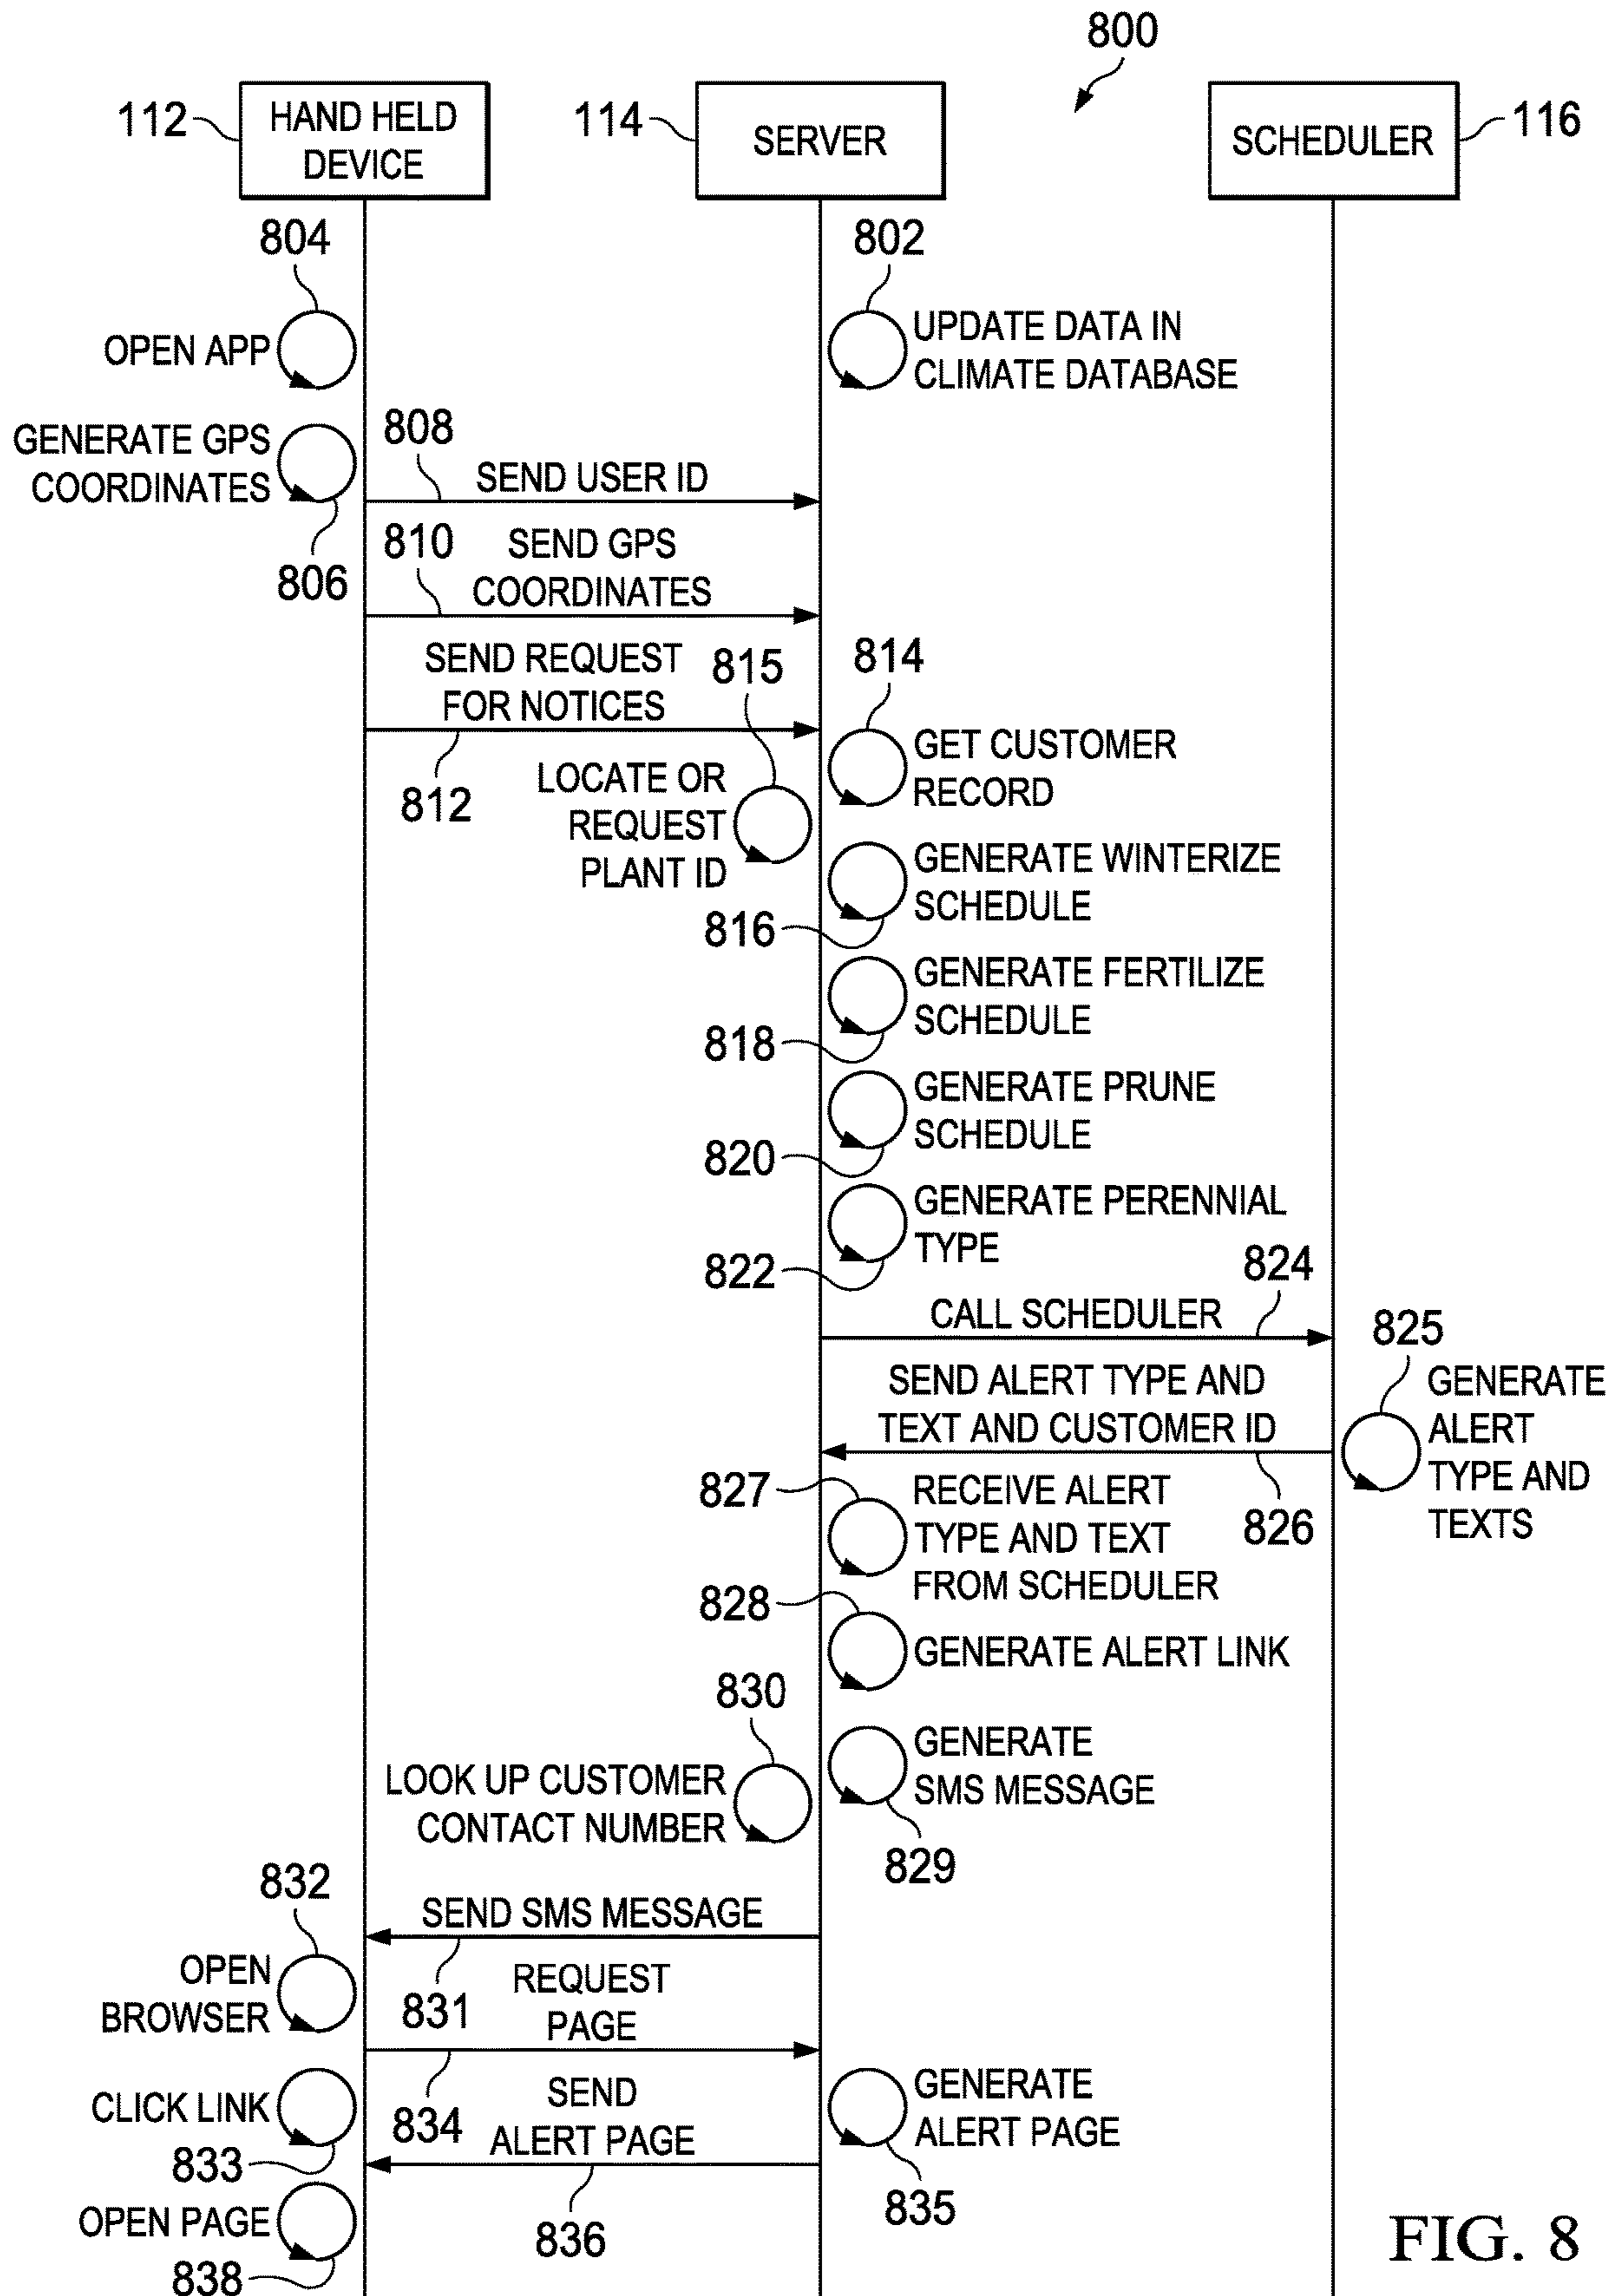 800
112
HAND HELD
DEVICE
114
SERVER
SCHEDULER
116
804
802
OPEN APP
UPDATE DATA IN
CLIMATE DATABASE
GENERATE GPS
COORDINATES
806
808
SEND USER ID
810
SEND GPS
COORDINATES
SEND REQUEST
FOR NOTICES
812
815
814
GET CUSTOMER
RECORD
LOCATE OR
REQUEST
PLANT ID
GENERATE WINTERIZE
SCHEDULE
816
GENERATE FERTILIZE
SCHEDULE
818
GENERATE PRUNE
SCHEDULE
820
GENERATE PERENNIAL
TYPE
822
824
CALL SCHEDULER
825
GENERATE
ALERT
TYPE AND
TEXTS
SEND ALERT TYPE AND
TEXT AND CUSTOMER ID
826
827
RECEIVE ALERT
TYPE AND TEXT
FROM SCHEDULER
828
GENERATE ALERT LINK
830
GENERATE
SMS MESSAGE
829
LOOK UP CUSTOMER
CONTACT NUMBER
832
SEND SMS MESSAGE
831
OPEN
BROWSER
REQUEST
PAGE
834
CLICK LINK
833
SEND
ALERT PAGE
836
GENERATE
ALERT PAGE
835
OPEN PAGE
838
FIG. 8